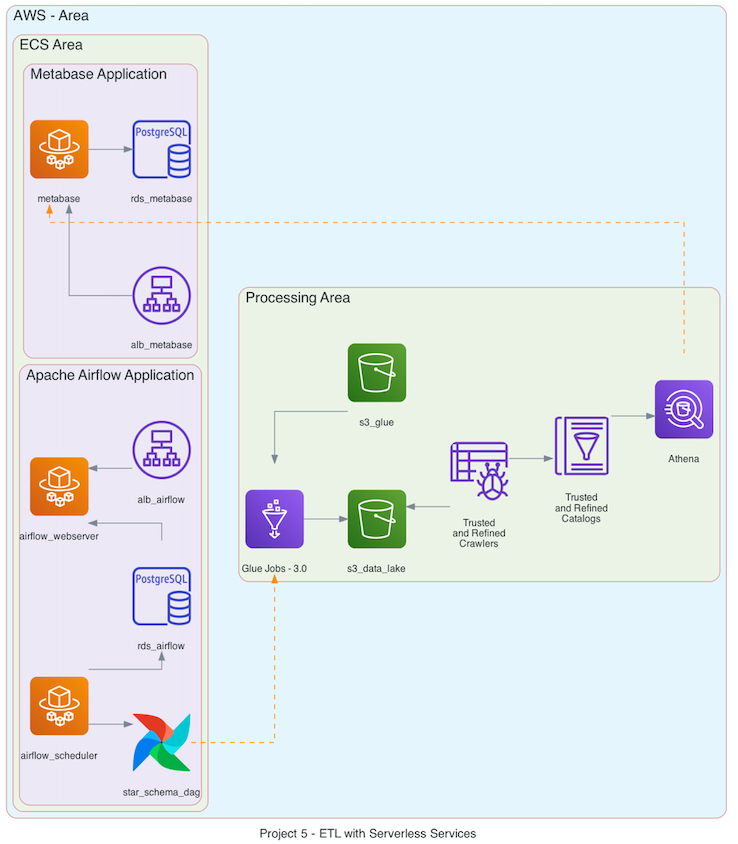 AWS - Area
ECS Area
Metabase Application
PostgreSQL
metabase
rds_metabase
alb_metabase
Apache Airflow Application
alb_airflow
airflow_webserver
PostgreSQL
rds_airflow
airflow_scheduler
star_schema_dag
Processing Area
s3_glue
Glue Jobs - 3.0
s3_data_lake
Trusted
and Refined
Crawlers
Trusted
and Refined
Catalogs
Athena
Project 5 - ETL with Serverless Services